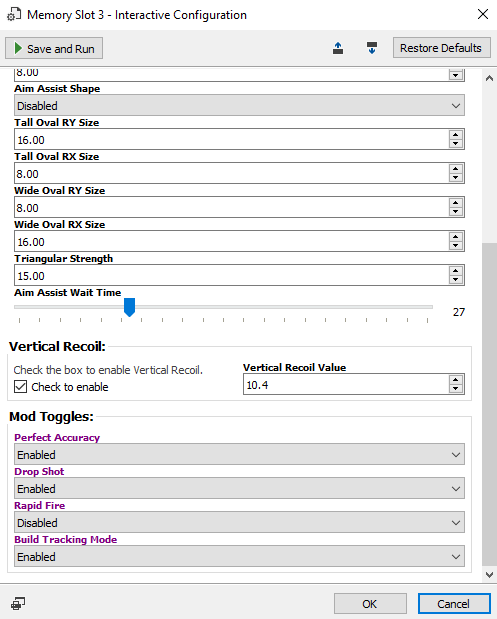 Memory Slot 3 - Interactive Configuration
Save and Run
Restore Defaults
8.00
Aim Assist Shape
Disabled
Tall Oval RY Size
16.00
Tall Oval RX Size
8.00
Wide Oval RY Size
8.00
Wide Oval RX Size
16.00
Triangular Strength
15.00
Aim Assist Wait Time
27
Vertical Recoil:
Check the box to enable Vertical Recoil.
Check to enable
Vertical Recoil Value
10.4
Mod Toggles:
Perfect Accuracy
Enabled
Drop Shot
Enabled
Rapid Fire
Disabled
Build Tracking Mode
Enabled
OK
Cancel